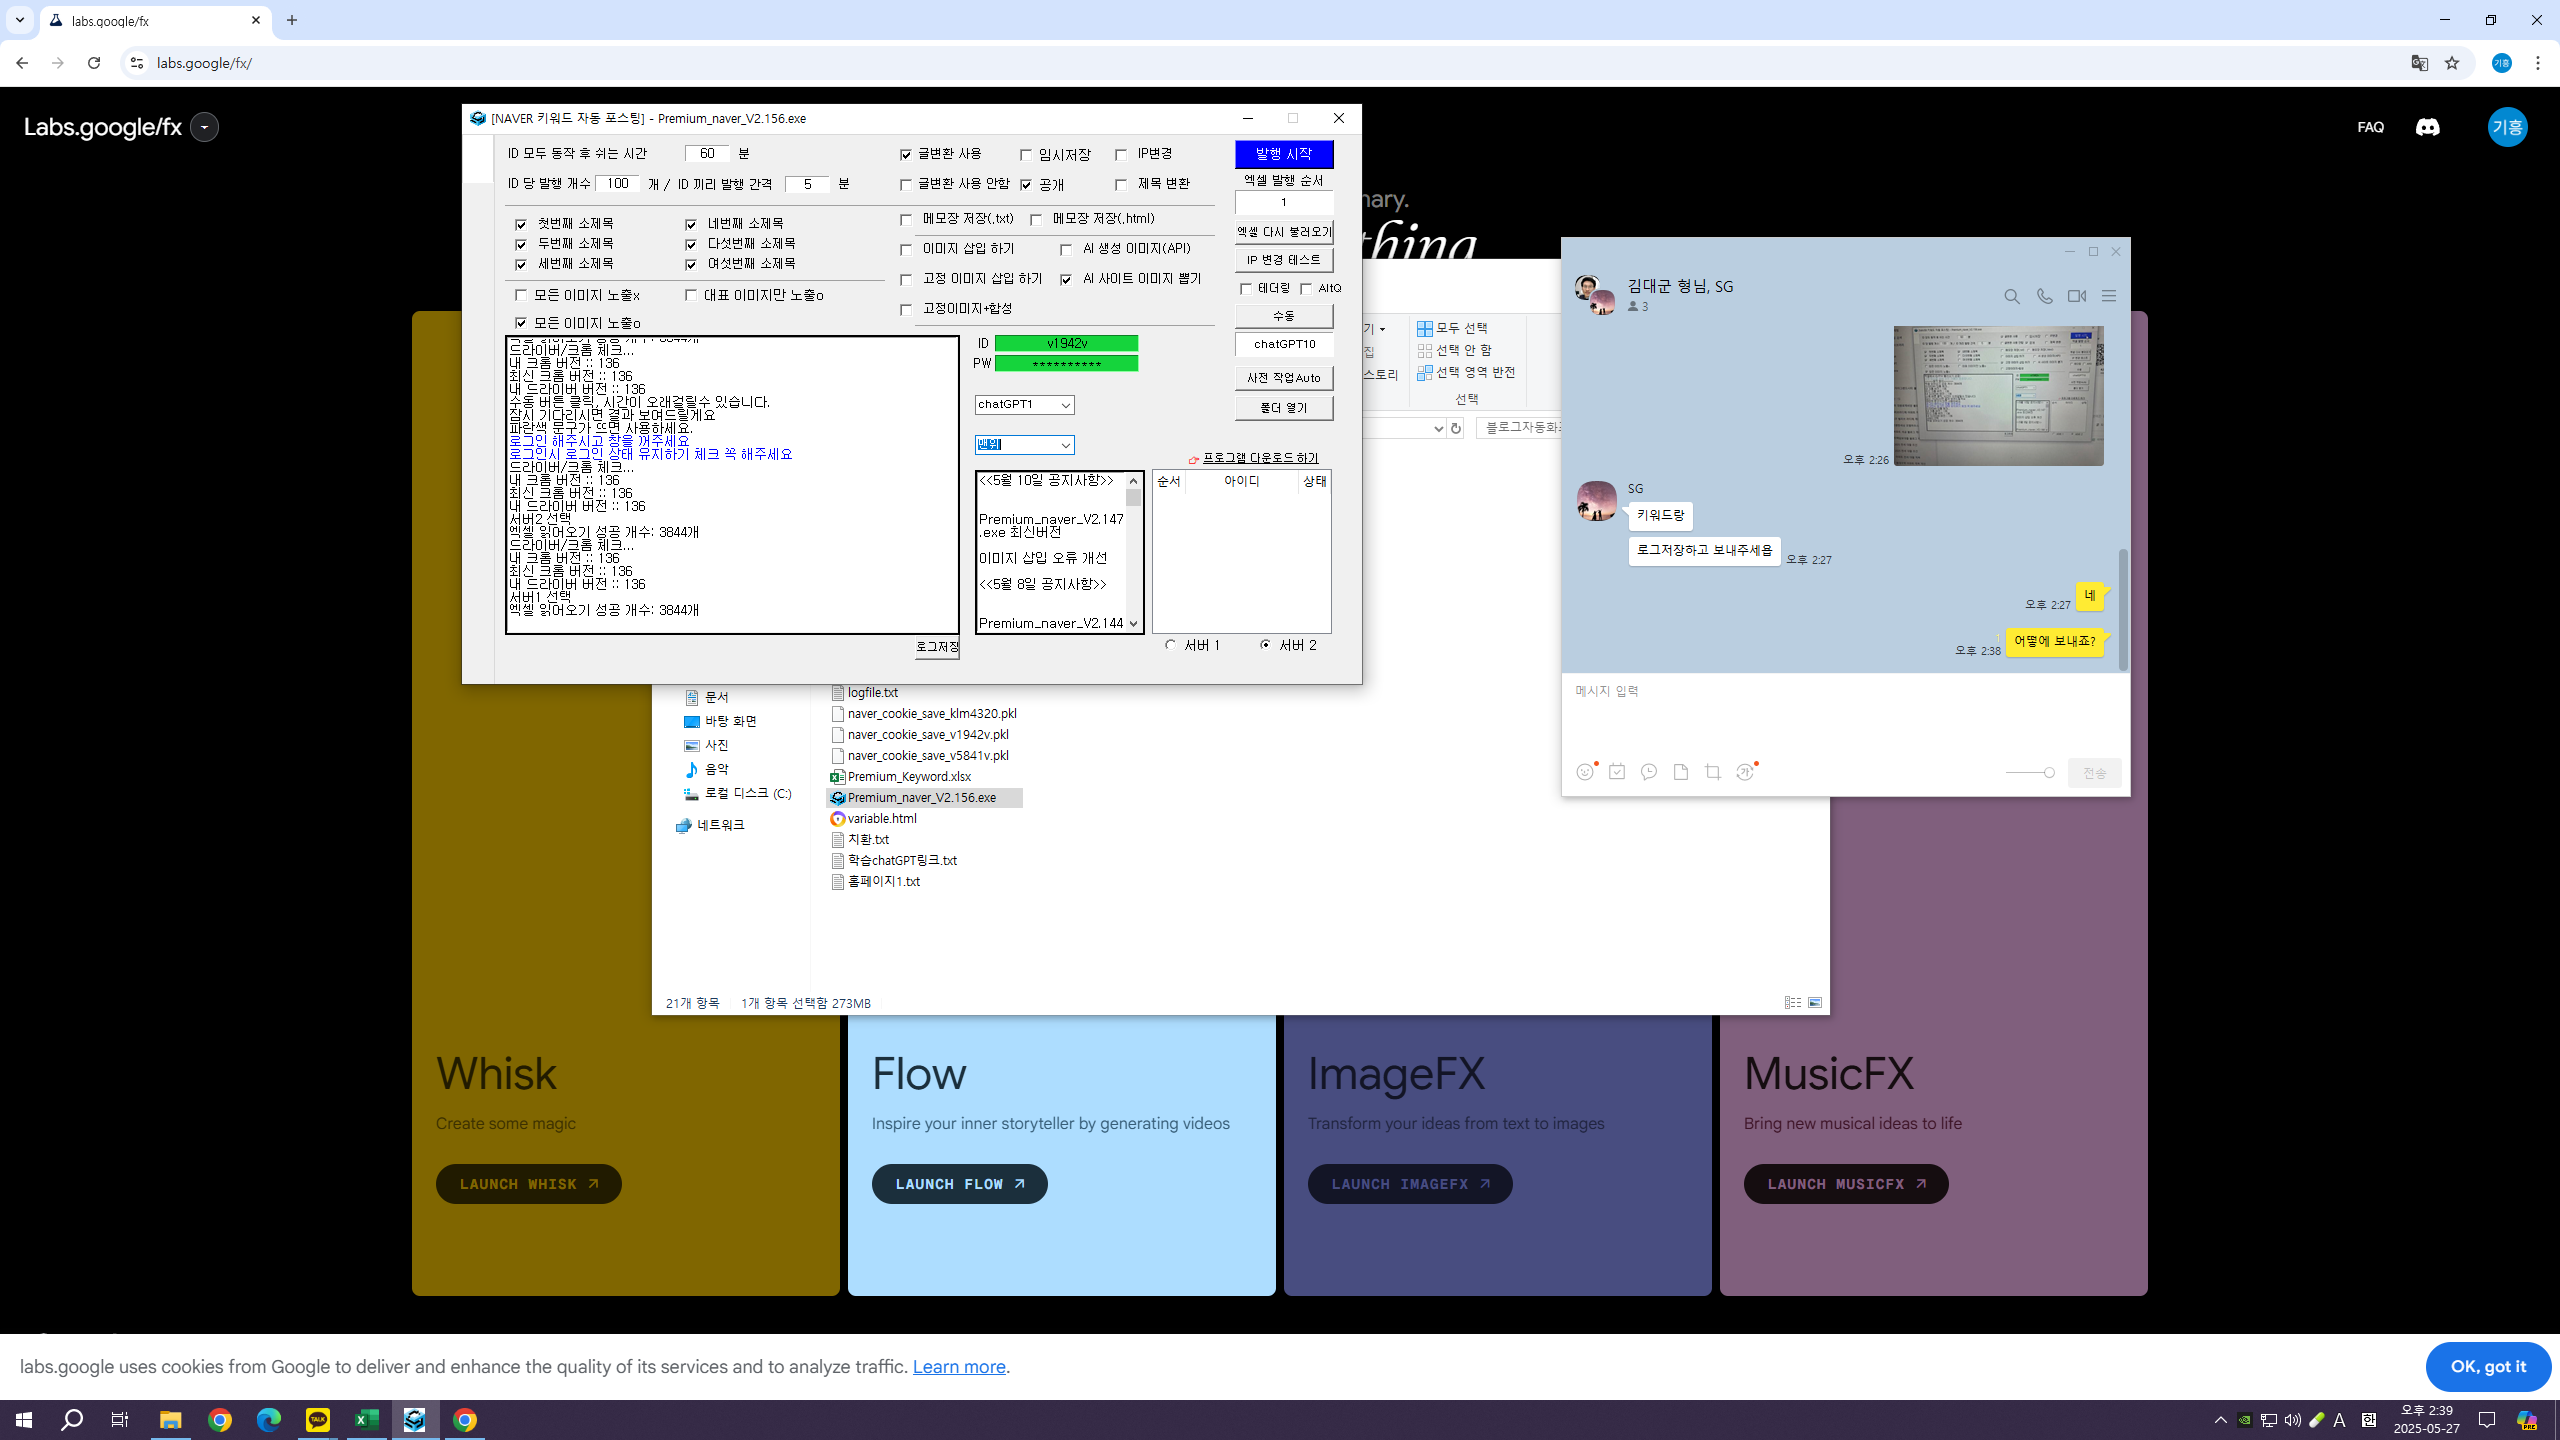 labs.google/fx
labs.google/fx/
기흥
Labs.google/fx
FAQ
기흥
nary.
thing
[NAVER 키워드 자동 포스팅] - Premium_naver_V2.156.exe
ID 모두 동작 후 쉬는 시간 60 분
ID 당 발행 개수 100 개 / ID 끼리 발행 간격 5 분
글변환 사용 임시저장 IP변경
글변환 사용 안함 공개 제목 변환
첫번째 소제목 네번째 소제목
두번째 소제목 다섯번째 소제목
세번째 소제목 여섯번째 소제목
모든 이미지 노출x 대표 이미지만 노출o
모든 이미지 노출o
메모장 저장(.txt) 메모장 저장(.html)
이미지 삽입 하기 AI 생성 이미지(API)
고정 이미지 삽입 하기 AI 사이트 이미지 뽑기
고정이미지+합성
발행 시작
엑셀 발행 순서
1
엑셀 다시 불러오기
IP 변경 테스트
테더링 AltQ
수동
chatGPT10
사전 작업Auto
폴더 열기
엑셀 읽어오기 성공 개수: 3844개
드라이버/크롬 체크...
내 크롬 버전 :: 136
최신 크롬 버전 :: 136
내 드라이버 버전 :: 136
수동 버튼 클릭, 시간이 오래걸릴수 있습니다.
잠시 기다리시면 결과 보여드릴게요
파란색 문구가 뜨면 사용하세요.
로그인 해주시고 창을 꺼주세요
로그인시 로그인 상태 유지하기 체크 꼭 해주세요
드라이버/크롬 체크...
내 크롬 버전 :: 136
최신 크롬 버전 :: 136
내 드라이버 버전 :: 136
서버2 선택
엑셀 읽어오기 성공 개수: 3844개
드라이버/크롬 체크...
내 크롬 버전 :: 136
최신 크롬 버전 :: 136
내 드라이버 버전 :: 136
서버1 선택
엑셀 읽어오기 성공 개수: 3844개
로그저장
ID v1942v
PW **********
chatGPT1
맨위
프로그램 다운로드 하기
<<5월 10일 공지사항>>
Premium_naver_V2.147
.exe 최신버전
이미지 삽입 오류 개선
<<5월 8일 공지사항>>
Premium_naver_V2.144
순서 아이디 상태
서버 1 서버 2
기
집
스토리
모두 선택
선택 안 함
선택 영역 반전
선택
블로그자동화
문서
바탕 화면
사진
음악
로컬 디스크 (C:)
네트워크
logfile.txt
naver_cookie_save_klm4320.pkl
naver_cookie_save_v1942v.pkl
naver_cookie_save_v5841v.pkl
Premium_Keyword.xlsx
Premium_naver_V2.156.exe
variable.html
치환.txt
학습chatGPT링크.txt
홈페이지1.txt
21개 항목 1개 항목 선택함 273MB
김대군 형님, SG
3
오후 2:26
SG
키워드랑
로그저장하고 보내주세욥
오후 2:27
오후 2:27 네
1
오후 2:38 어떻에 보내죠?
메시지 입력
전송
Whisk
Create some magic
LAUNCH WHISK
Flow
Inspire your inner storyteller by generating videos
LAUNCH FLOW
ImageFX
Transform your ideas from text to images
LAUNCH IMAGEFX
MusicFX
Bring new musical ideas to life
LAUNCH MUSICFX
labs.google uses cookies from Google to deliver and enhance the quality of its services and to analyze traffic. Learn more.
OK, got it
TALK
A 한
오후 2:39
2025-05-27
PRE